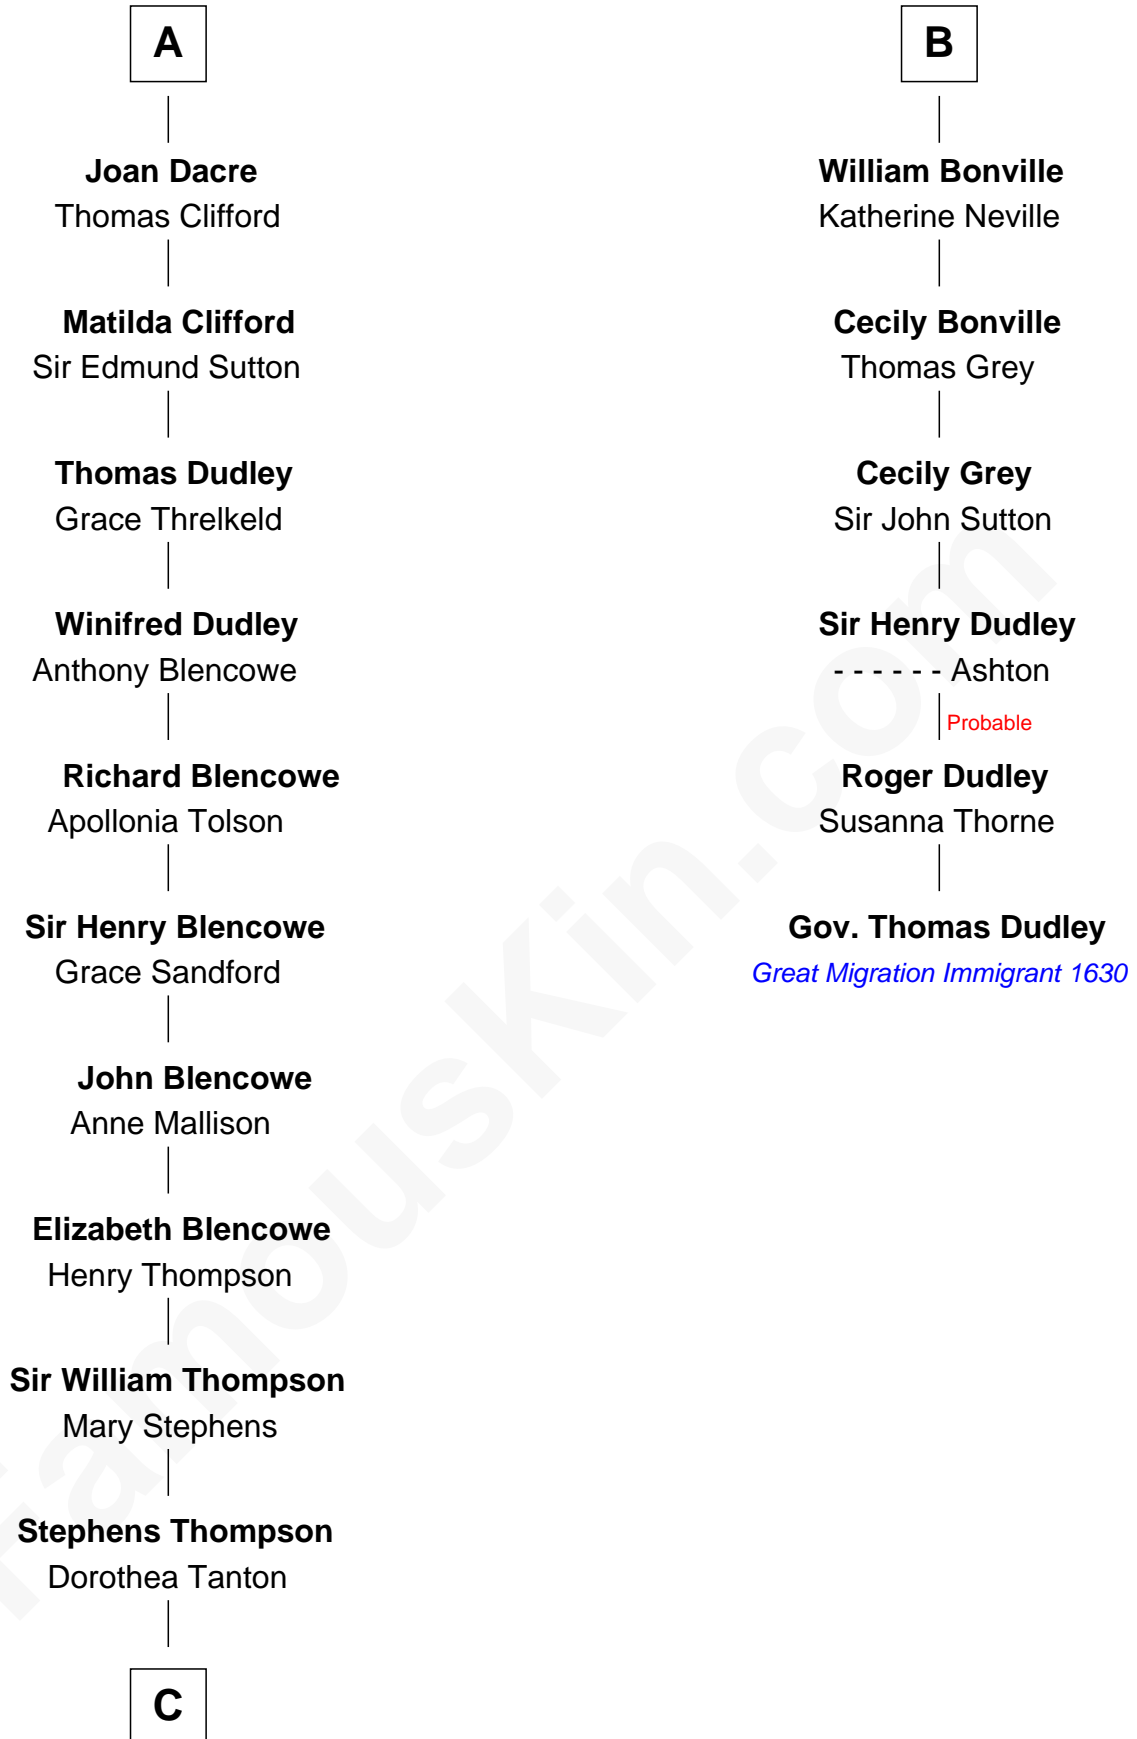 A
Joan Dacre
Thomas Clifford
Matilda Clifford
Sir Edmund Sutton
Thomas Dudley
Grace Threlkeld
Winifred Dudley
Anthony Blencowe
Richard Blencowe
Apollonia Tolson
Sir Henry Blencowe
Grace Sandford
John Blencowe
Anne Mallison
Elizabeth Blencowe
Henry Thompson
Sir William Thompson
Mary Stephens
Stephens Thompson
Dorothea Tanton
C
B
William Bonville
Katherine Neville
Cecily Bonville
Thomas Grey
Cecily Grey
Sir John Sutton
Sir Henry Dudley
- - - - - - Ashton
Probable
Roger Dudley
Susanna Thorne
Gov. Thomas Dudley
Great Migration Immigrant 1630
FamousKin.com